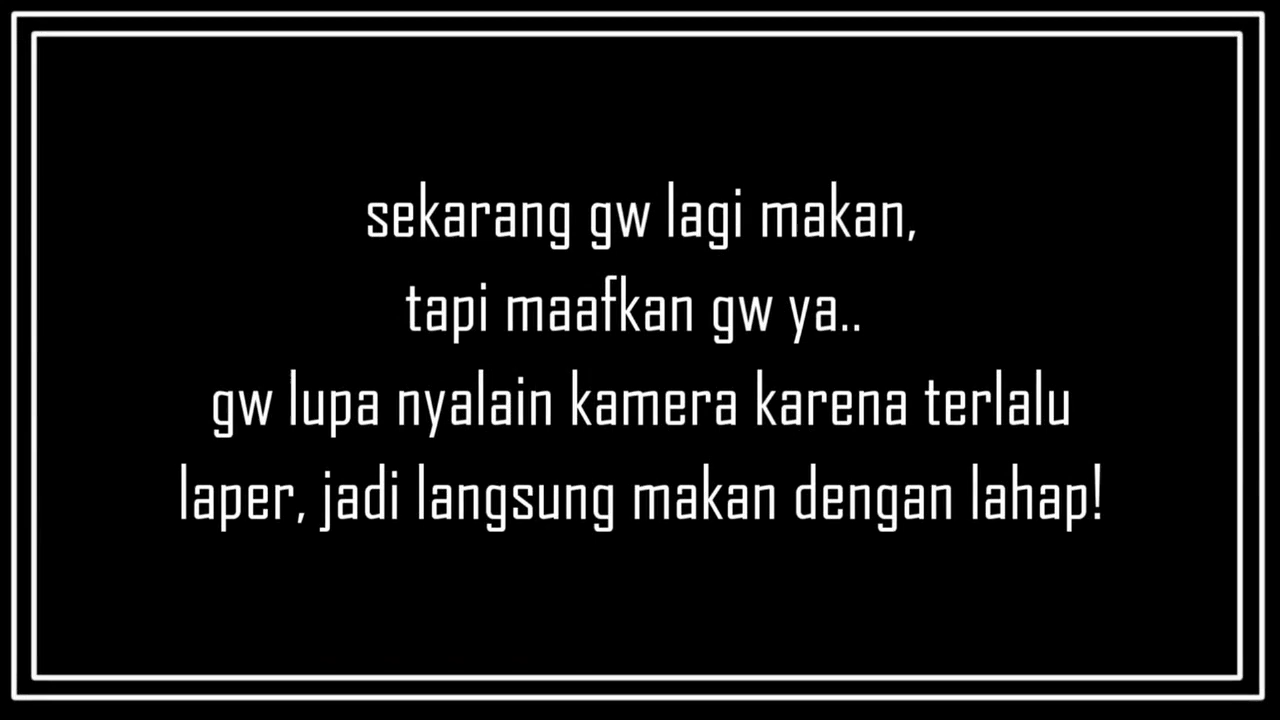 sekarang gw lagi makan,
tapi maafkan gw ya..
gw lupa nyalain kamera karena terlalu
laper, jadi langsung makan dengan lahap!